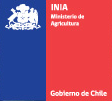 INIA
Ministerio de
Agricultura
Gobierno de Chile